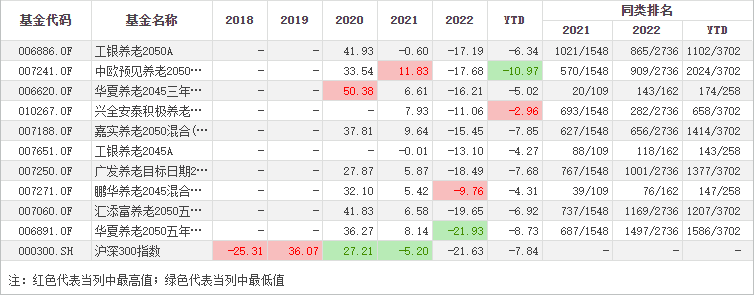 基金代码 基金名称 2018 2019 2020 2021 2022 YTD 同类排名
2021 2022 YTD
006886.OF 工银养老2050A — — 41.93 -0.60 -17.19 -6.34 1021/1548 865/2736 1102/3702
007241.OF 中欧预见养老2050… — — 33.54 11.83 -17.68 -10.97 570/1548 909/2736 2024/3702
006620.OF 华夏养老2045三年… — — 50.38 6.61 -16.21 -5.02 20/109 143/162 174/258
010267.OF 兴全安泰积极养老… — — — 7.93 -11.06 -2.96 693/1548 282/2736 658/3702
007188.OF 嘉实养老2050混合(… — — 37.81 9.64 -15.45 -7.85 627/1548 656/2736 1414/3702
007651.OF 工银养老2045A — — — -0.01 -13.10 -4.27 88/109 118/162 143/258
007250.OF 广发养老目标日期2… — — 27.87 5.87 -18.49 -7.68 767/1548 1001/2736 1377/3702
007271.OF 鹏华养老2045混合… — — 32.10 5.42 -9.76 -4.31 39/109 76/162 147/258
007060.OF 汇添富养老2050五… — — 41.83 6.58 -19.65 -6.92 737/1548 1169/2736 1207/3702
006891.OF 华夏养老2050五年… — — 36.27 8.14 -21.93 -8.73 687/1548 1497/2736 1586/3702
000300.SH 沪深300指数 -25.31 36.07 27.21 -5.20 -21.63 -7.84 — — —
注：红色代表当列中最高值；绿色代表当列中最低值